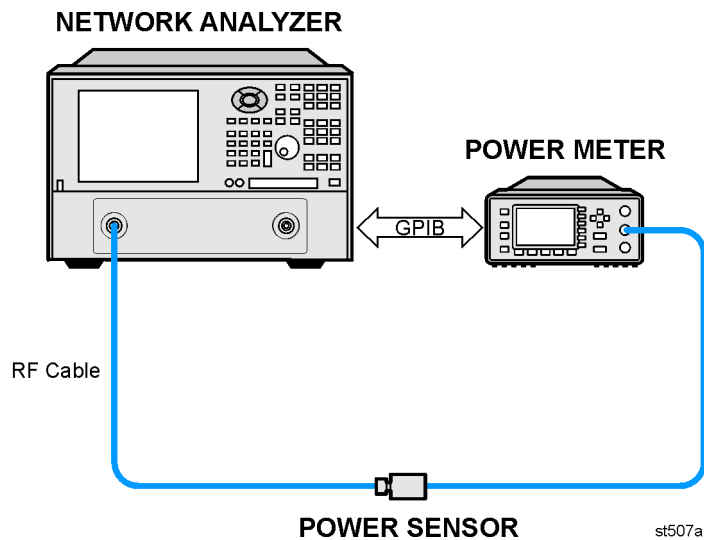 NETWORK ANALYZER
POWER METER
GPIB
RF Cable
POWER SENSOR
st507a